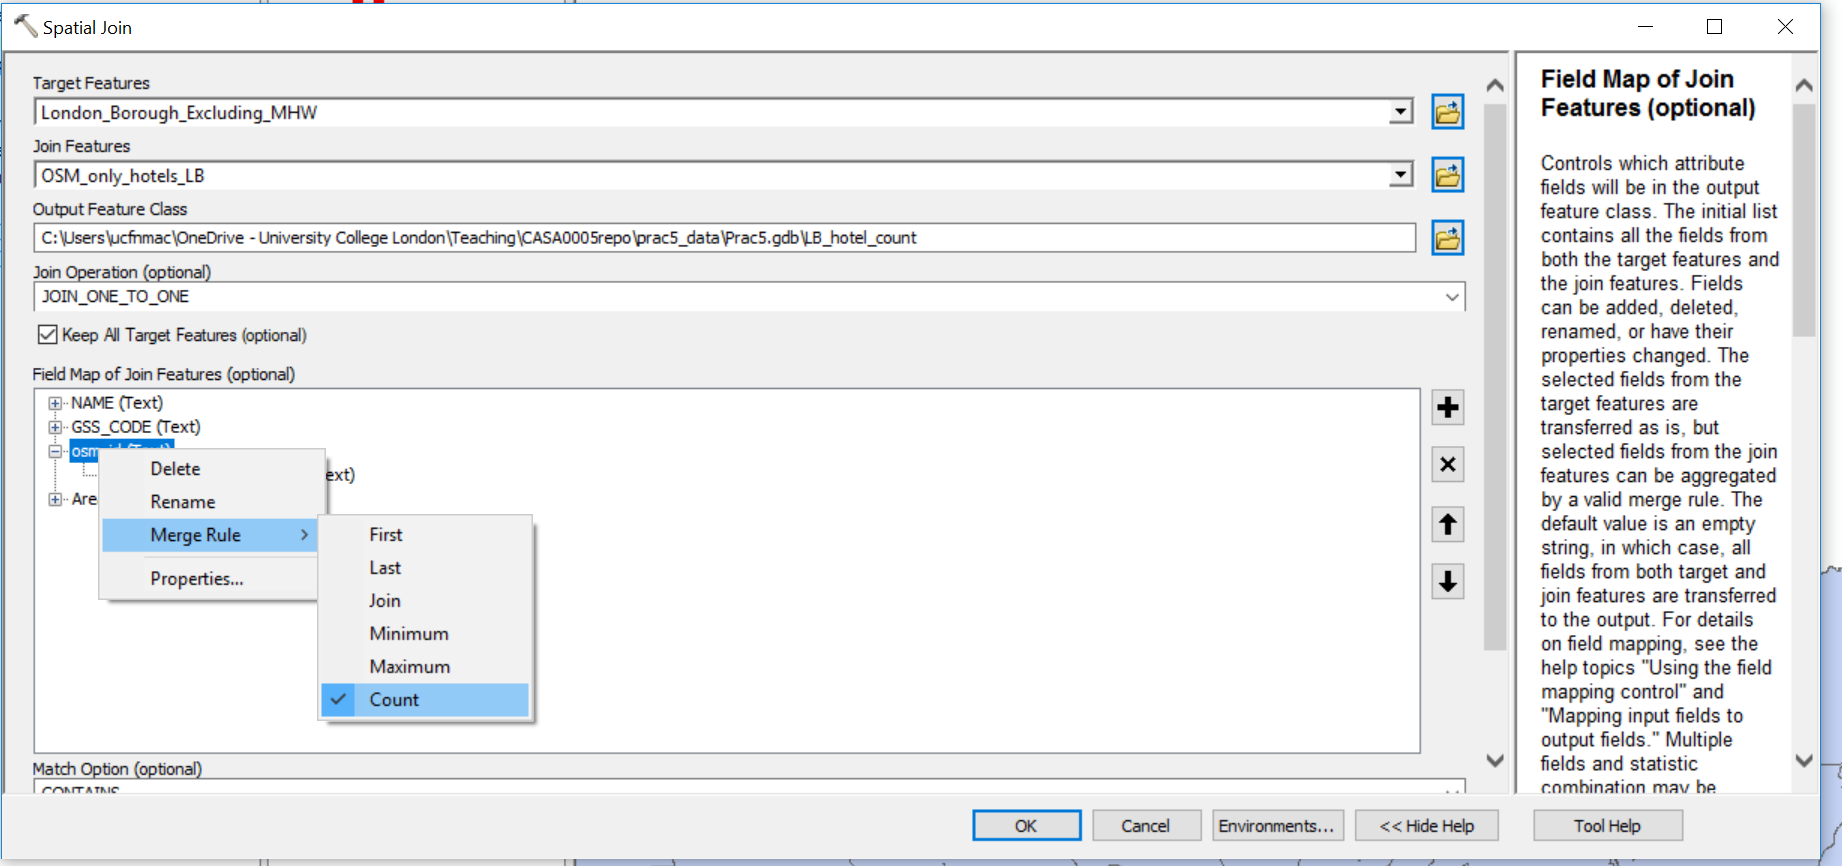 Spatial Join
Target Features
London_Borough_Excluding_MHW
Join Features
OSM_only_hotels_LB
Output Feature Class
C:\Users\ucfnmac\OneDrive - University College London\Teaching\CASA0005repo\prac5_data\Prac5.gdb\LB_hotel_count
Join Operation (optional)
JOIN_ONE_TO_ONE
Keep All Target Features (optional)
Field Map of Join Features (optional)
NAME (Text)
GSS_CODE (Text)
Delete
Rename
Merge Rule
Properties...
First
Last
Join
Minimum
Maximum
Count
Match Option (optional)
CONTAINS
OK
Cancel
Environments...
<< Hide Help
Tool Help
Field Map of Join
Features (optional)
Controls which attribute
fields will be in the output
feature class. The initial list
contains all the fields from
both the target features and
the join features. Fields
can be added, deleted,
renamed, or have their
properties changed. The
selected fields from the
target features are
transferred as is, but
selected fields from the join
features can be aggregated
by a valid merge rule. The
default value is an empty
string, in which case, all
fields from both target and
join features are transferred
to the output. For details
on field mapping, see the
help topics "Using the field
mapping control" and
"Mapping input fields to
output fields." Multiple
fields and statistic
combination may be